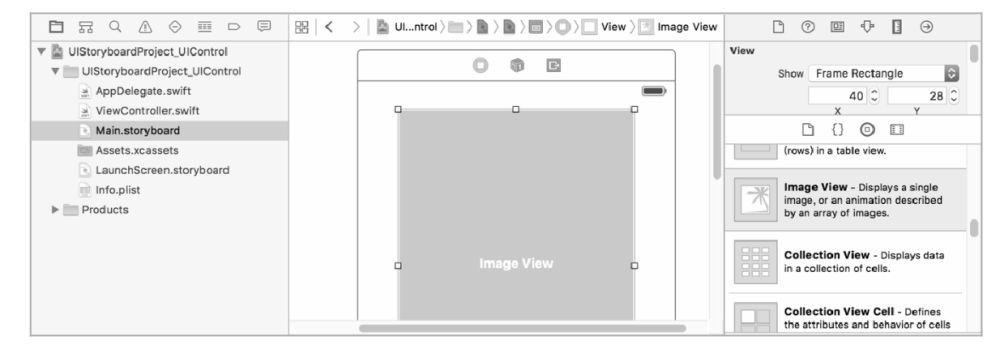 UI...ntrol
View
Image View
View
Show
Frame Rectangle
40
28
X
Y
UIStoryboardProject_UIControl
UIStoryboardProject_UIControl
AppDelegate.swift
ViewController.swift
Main.storyboard
Assets.xcassets
LaunchScreen.storyboard
Info.plist
Products
Image View
(rows) in a table view.
Image View - Displays a single
image, or an animation described
by an array of images.
Collection View - Displays data
in a collection of cells.
Collection View Cell - Defines
the attributes and behavior of cells